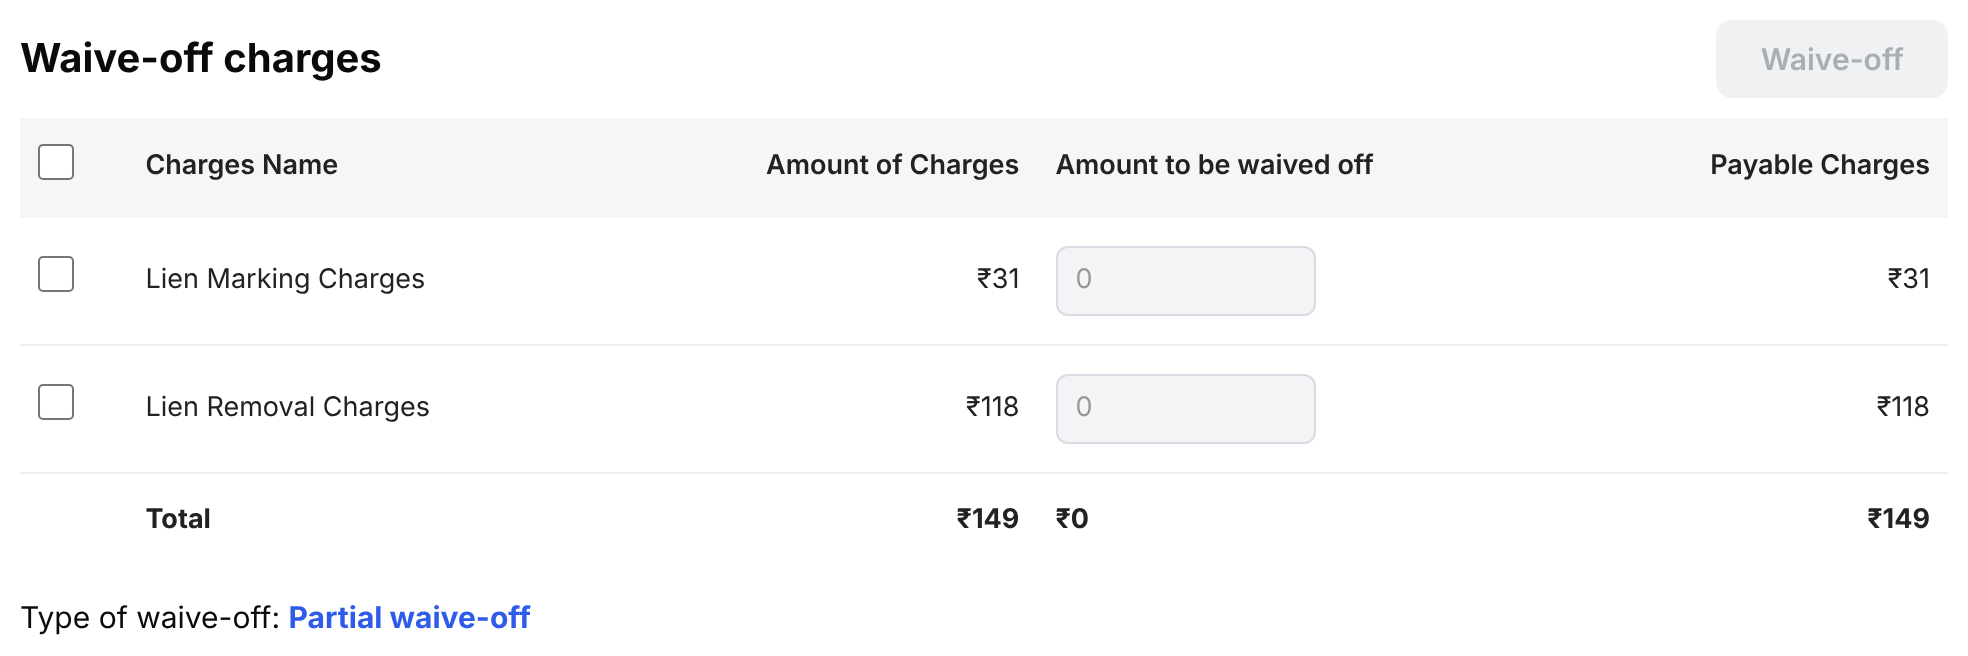 Waive-off charges Waive-off
Charges Name Amount of Charges Amount to be waived off Payable Charges
Lien Marking Charges ₹31 0 ₹31
Lien Removal Charges ₹118 0 ₹118
Total ₹149 ₹0 ₹149
Type of waive-off: Partial waive-off